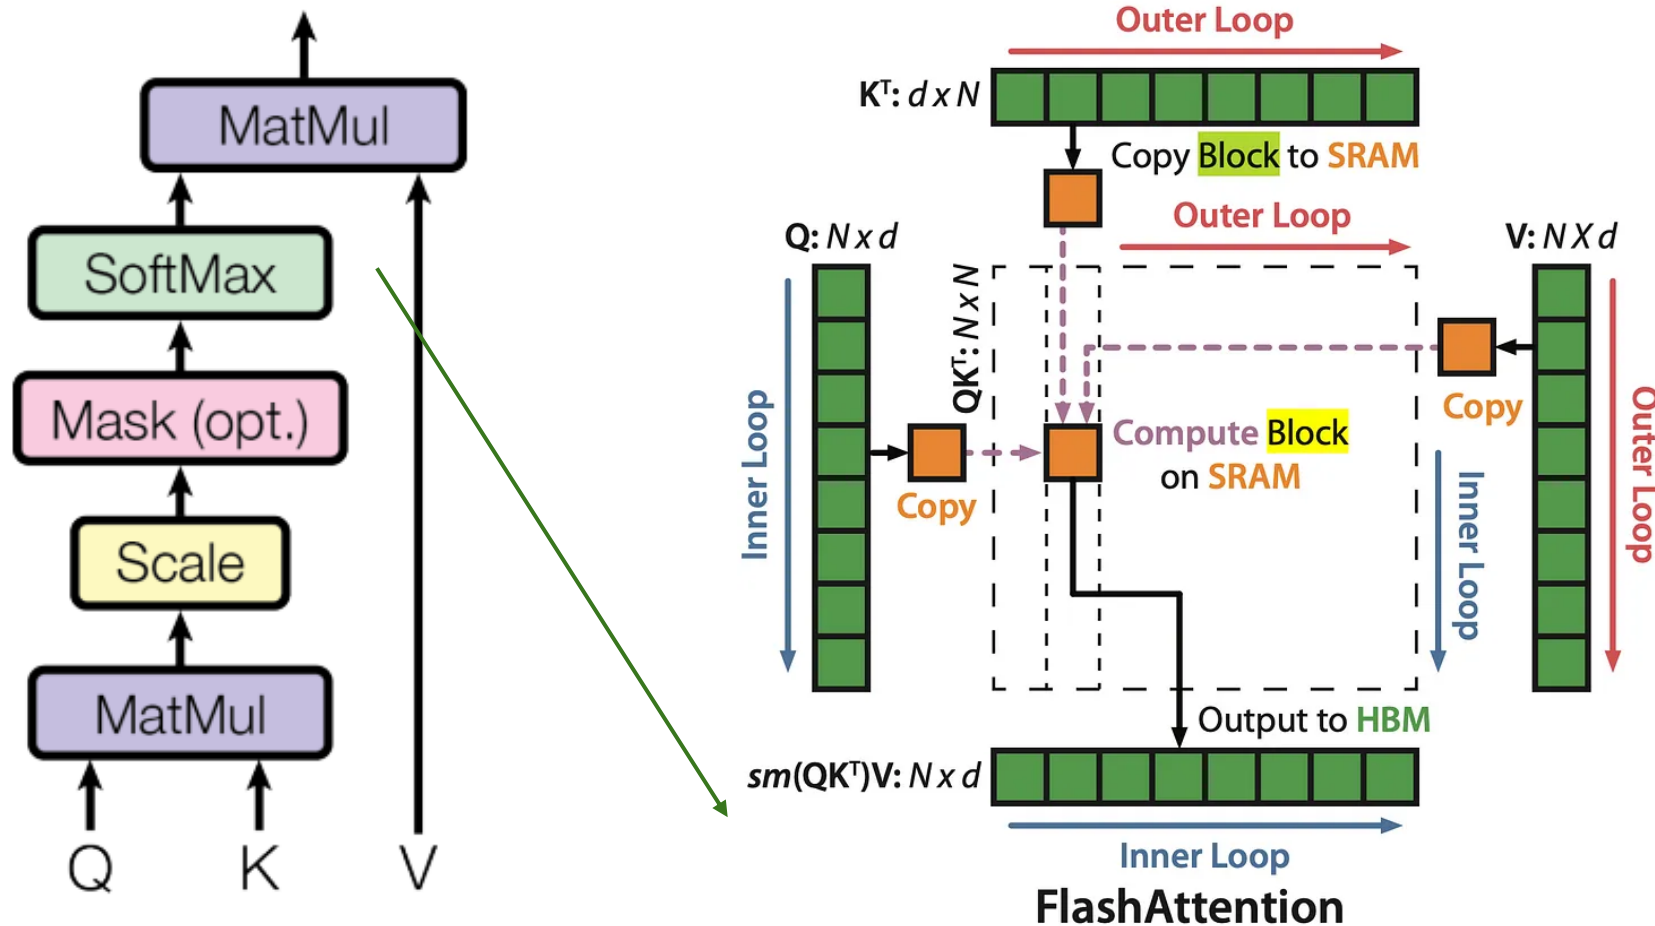 MatMul
SoftMax
Mask (opt.)
Scale
MatMul
Q
K
V
Outer Loop
Kᵀ: d x N
Copy Block to SRAM
Outer Loop
Q: N x d
V: N X d
QKᵀ: N x N
Copy
Compute Block
on SRAM
Inner Loop
Copy
Inner Loop
Outer Loop
Output to HBM
sm(QKᵀ)V: N x d
Inner Loop
FlashAttention